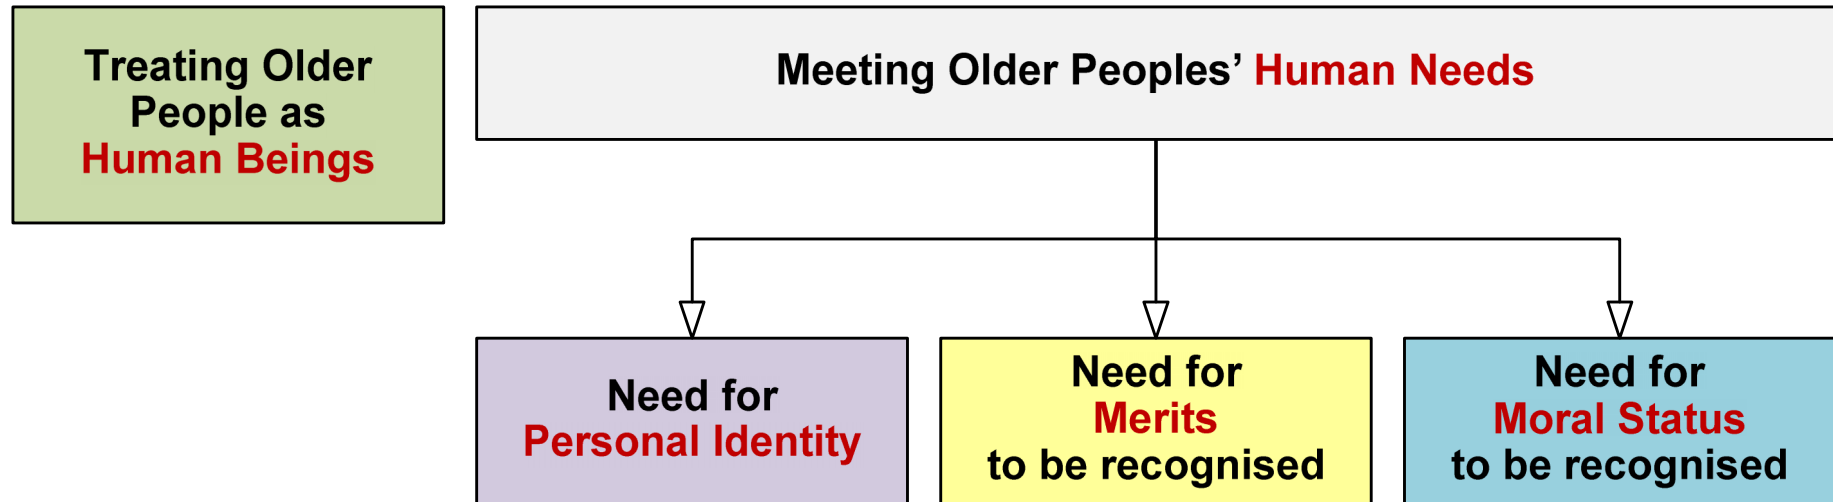 Treating Older
People as
Human Beings
Meeting Older Peoples’ Human Needs
Need for
Personal Identity
Need for
Merits
to be recognised
Need for
Moral Status
to be recognised